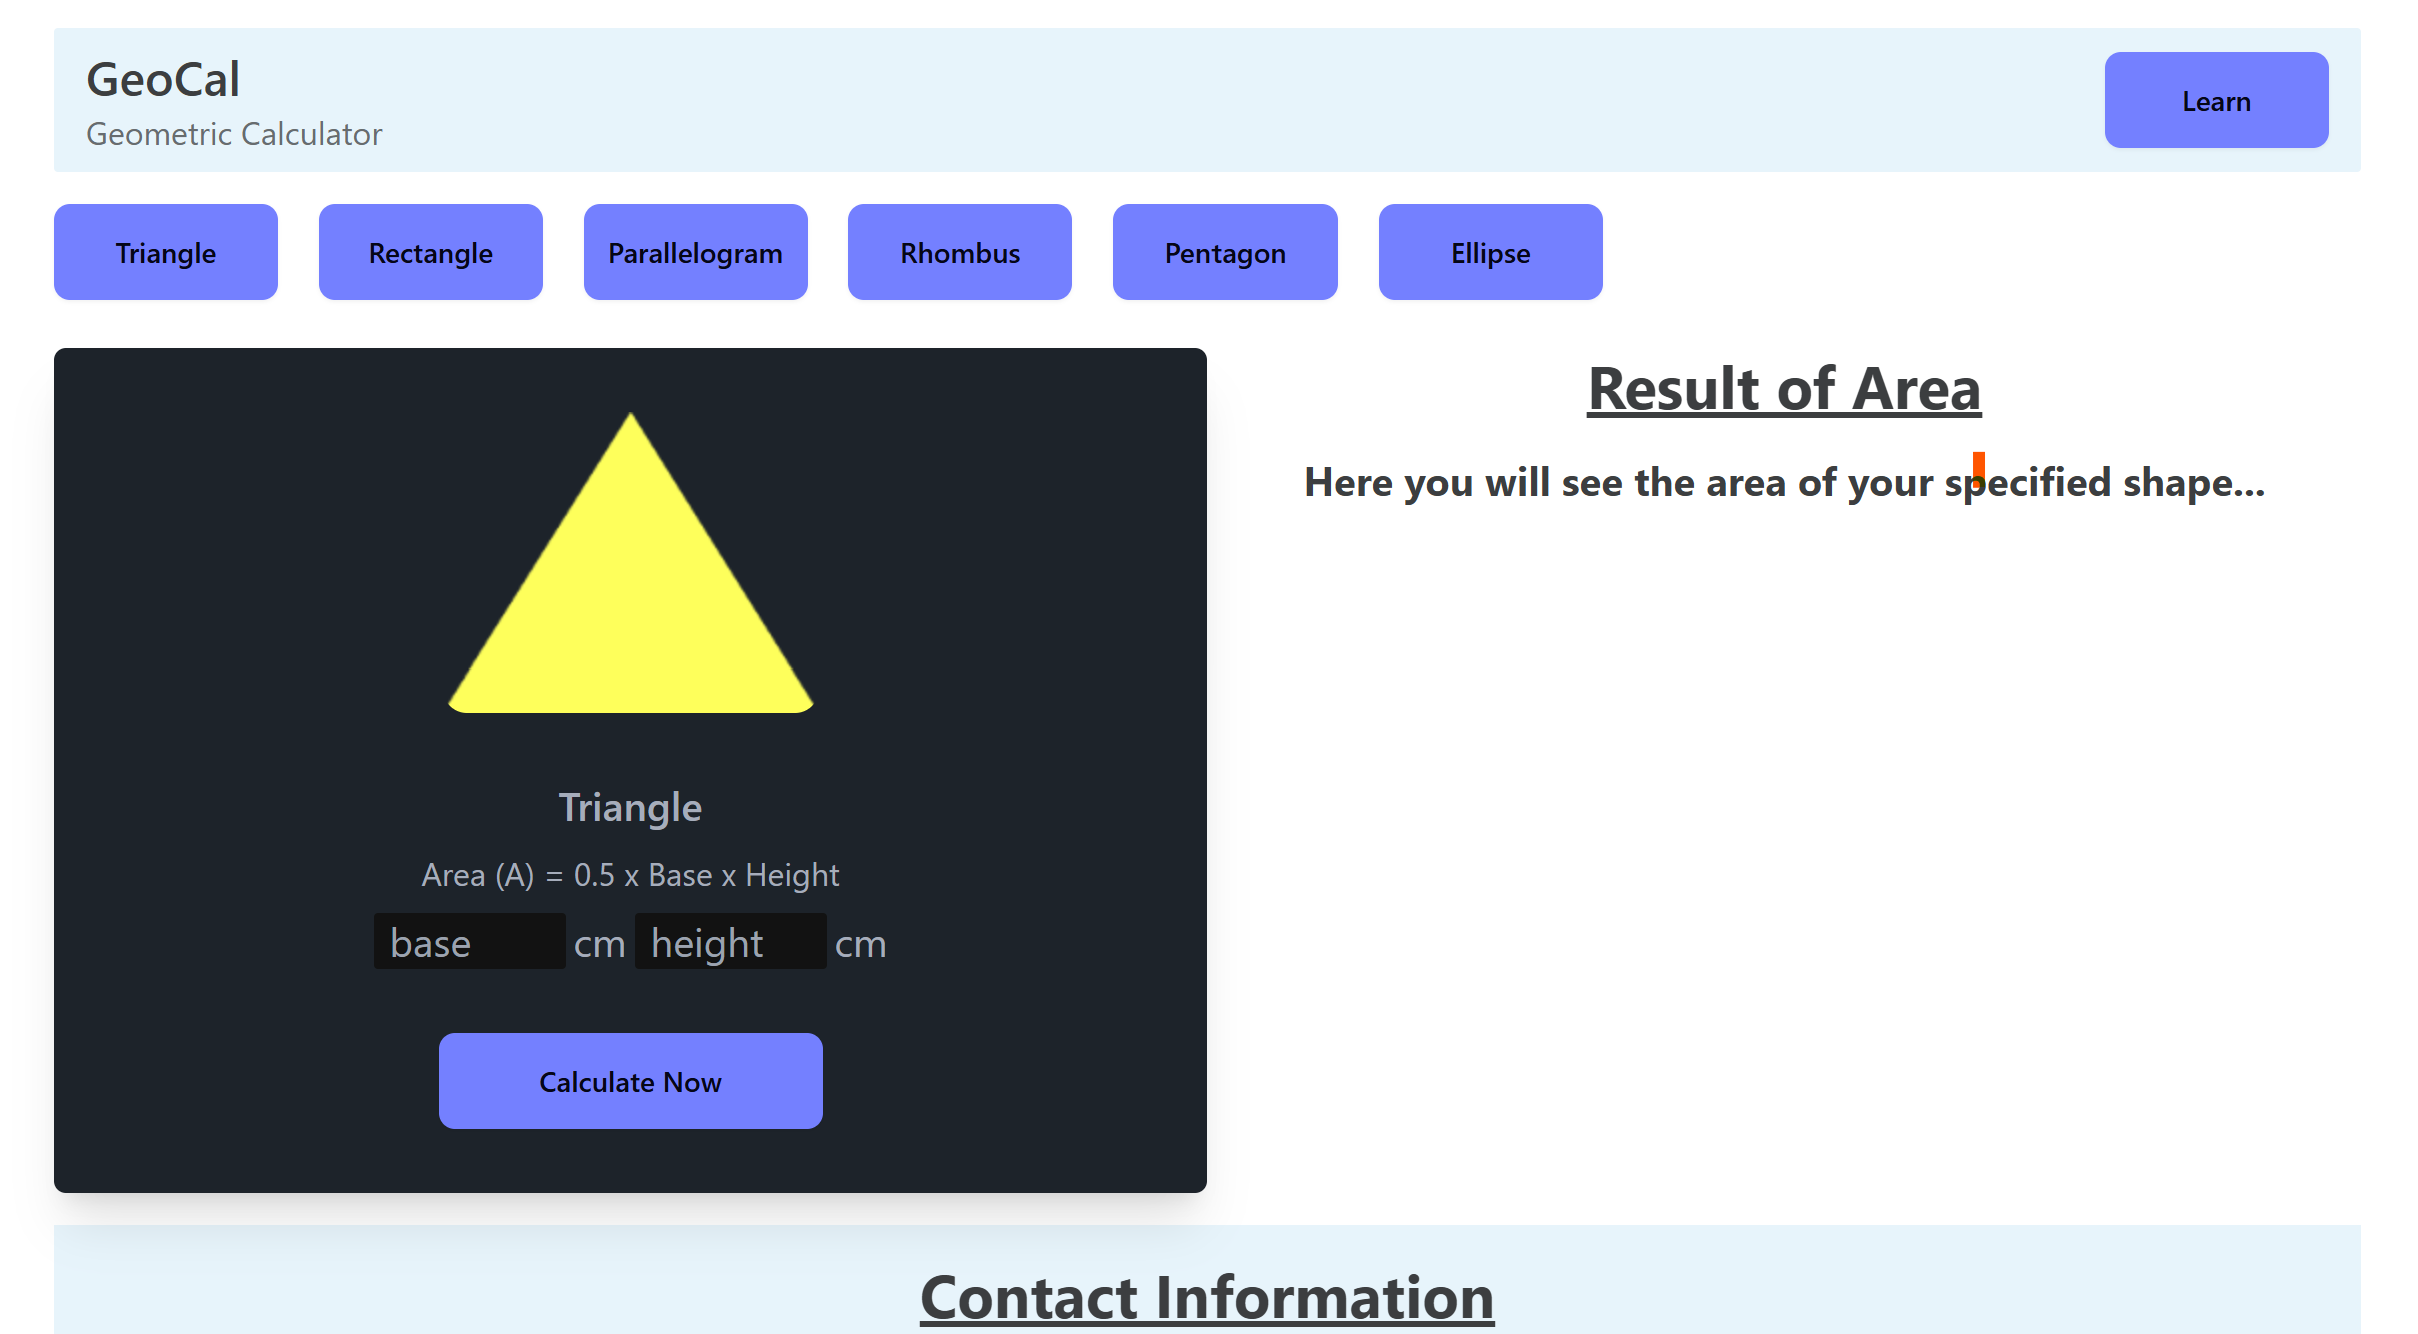 GeoCal
Geometric Calculator
Learn
Triangle
Rectangle
Parallelogram
Rhombus
Pentagon
Ellipse
Result of Area
Here you will see the area of your specified shape...
Triangle
Area (A) = 0.5 x Base x Height
base cm height cm
Calculate Now
Contact Information